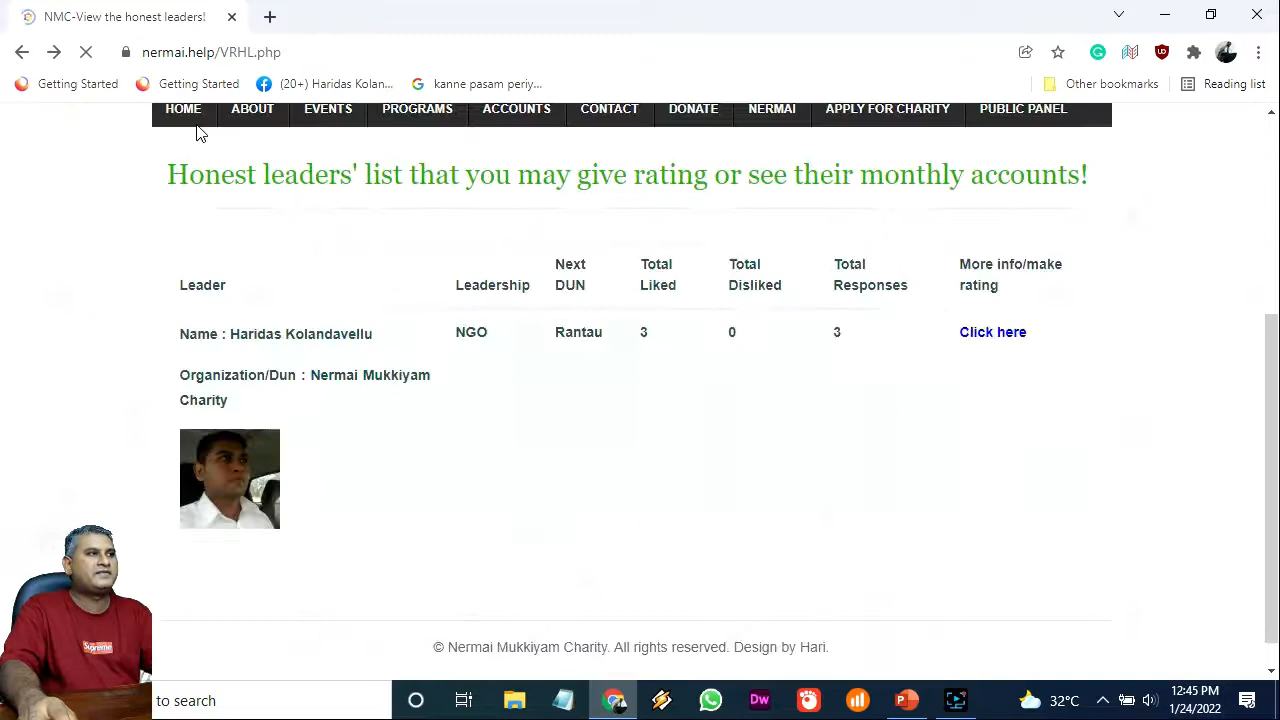 NMC-View the honest leaders!
nermai.help/VRHL.php
Getting Started
Getting Started
(20+) Haridas Kolan...
kanne pasam periy...
Other bookmarks
Reading list
HOME ABOUT EVENTS PROGRAMS ACCOUNTS CONTACT DONATE NERMAI APPLY FOR CHARITY PUBLIC PANEL
Honest leaders' list that you may give rating or see their monthly accounts!
Leader
Leadership
Next
DUN
Total
Liked
Total
Disliked
Total
Responses
More info/make
rating
Name : Haridas Kolandavellu
NGO
Rantau
3
0
3
Click here
Organization/Dun : Nermai Mukkiyam
Charity
Supreme
© Nermai Mukkiyam Charity. All rights reserved. Design by Hari.
to search
Dw
32°C
12:45 PM
1/24/2022